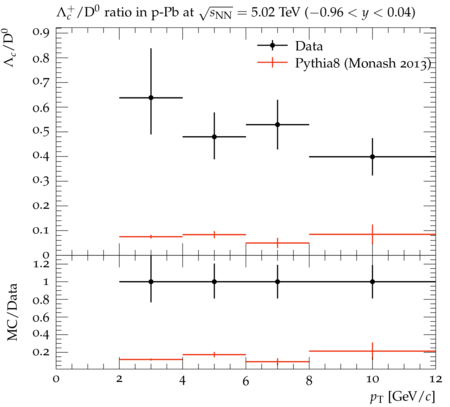 Λc+/D0 ratio in p-Pb at √sNN = 5.02 TeV (−0.96 < y < 0.04)
Λc/D0
0.9
0.8
0.7
0.6
0.5
0.4
0.3
0.2
0.1
0
Data
Pythia8 (Monash 2013)
MC/Data
1.2
1
0.8
0.6
0.4
0.2
0 2 4 6 8 10 12
pT [GeV/c]